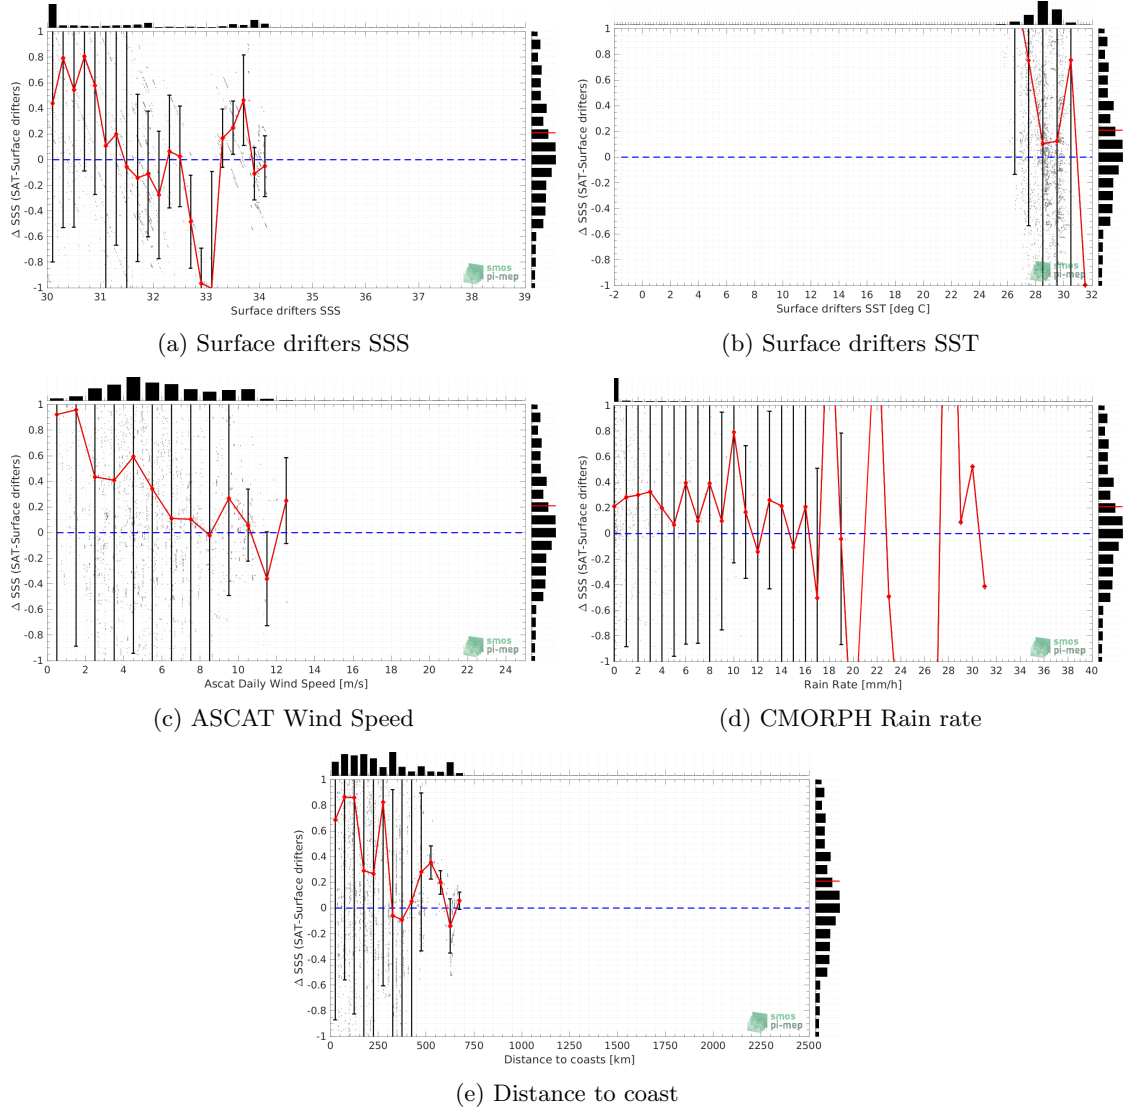 1
0.8
0.6
0.4
0.2
0
-0.2
-0.4
-0.6
-0.8
-1
Δ SSS (SAT-Surface drifters)
smos
pi-mep
30 31 32 33 34 35 36 37 38 39
Surface drifters SSS
(a) Surface drifters SSS
1
0.8
0.6
0.4
0.2
0
-0.2
-0.4
-0.6
-0.8
-1
Δ SSS (SAT-Surface drifters)
smos
pi-mep
-2 0 2 4 6 8 10 12 14 16 18 20 22 24 26 28 30 32
Surface drifters SST [deg C]
(b) Surface drifters SST
1
0.8
0.6
0.4
0.2
0
-0.2
-0.4
-0.6
-0.8
-1
Δ SSS (SAT-Surface drifters)
smos
pi-mep
0 2 4 6 8 10 12 14 16 18 20 22 24
Ascat Daily Wind Speed [m/s]
(c) ASCAT Wind Speed
1
0.8
0.6
0.4
0.2
0
-0.2
-0.4
-0.6
-0.8
-1
Δ SSS (SAT-Surface drifters)
smos
pi-mep
0 2 4 6 8 10 12 14 16 18 20 22 24 26 28 30 32 34 36 38 40
Rain Rate [mm/h]
(d) CMORPH Rain rate
1
0.8
0.6
0.4
0.2
0
-0.2
-0.4
-0.6
-0.8
-1
Δ SSS (SAT-Surface drifters)
smos
pi-mep
0 250 500 750 1000 1250 1500 1750 2000 2250 2500
Distance to coasts [km]
(e) Distance to coast